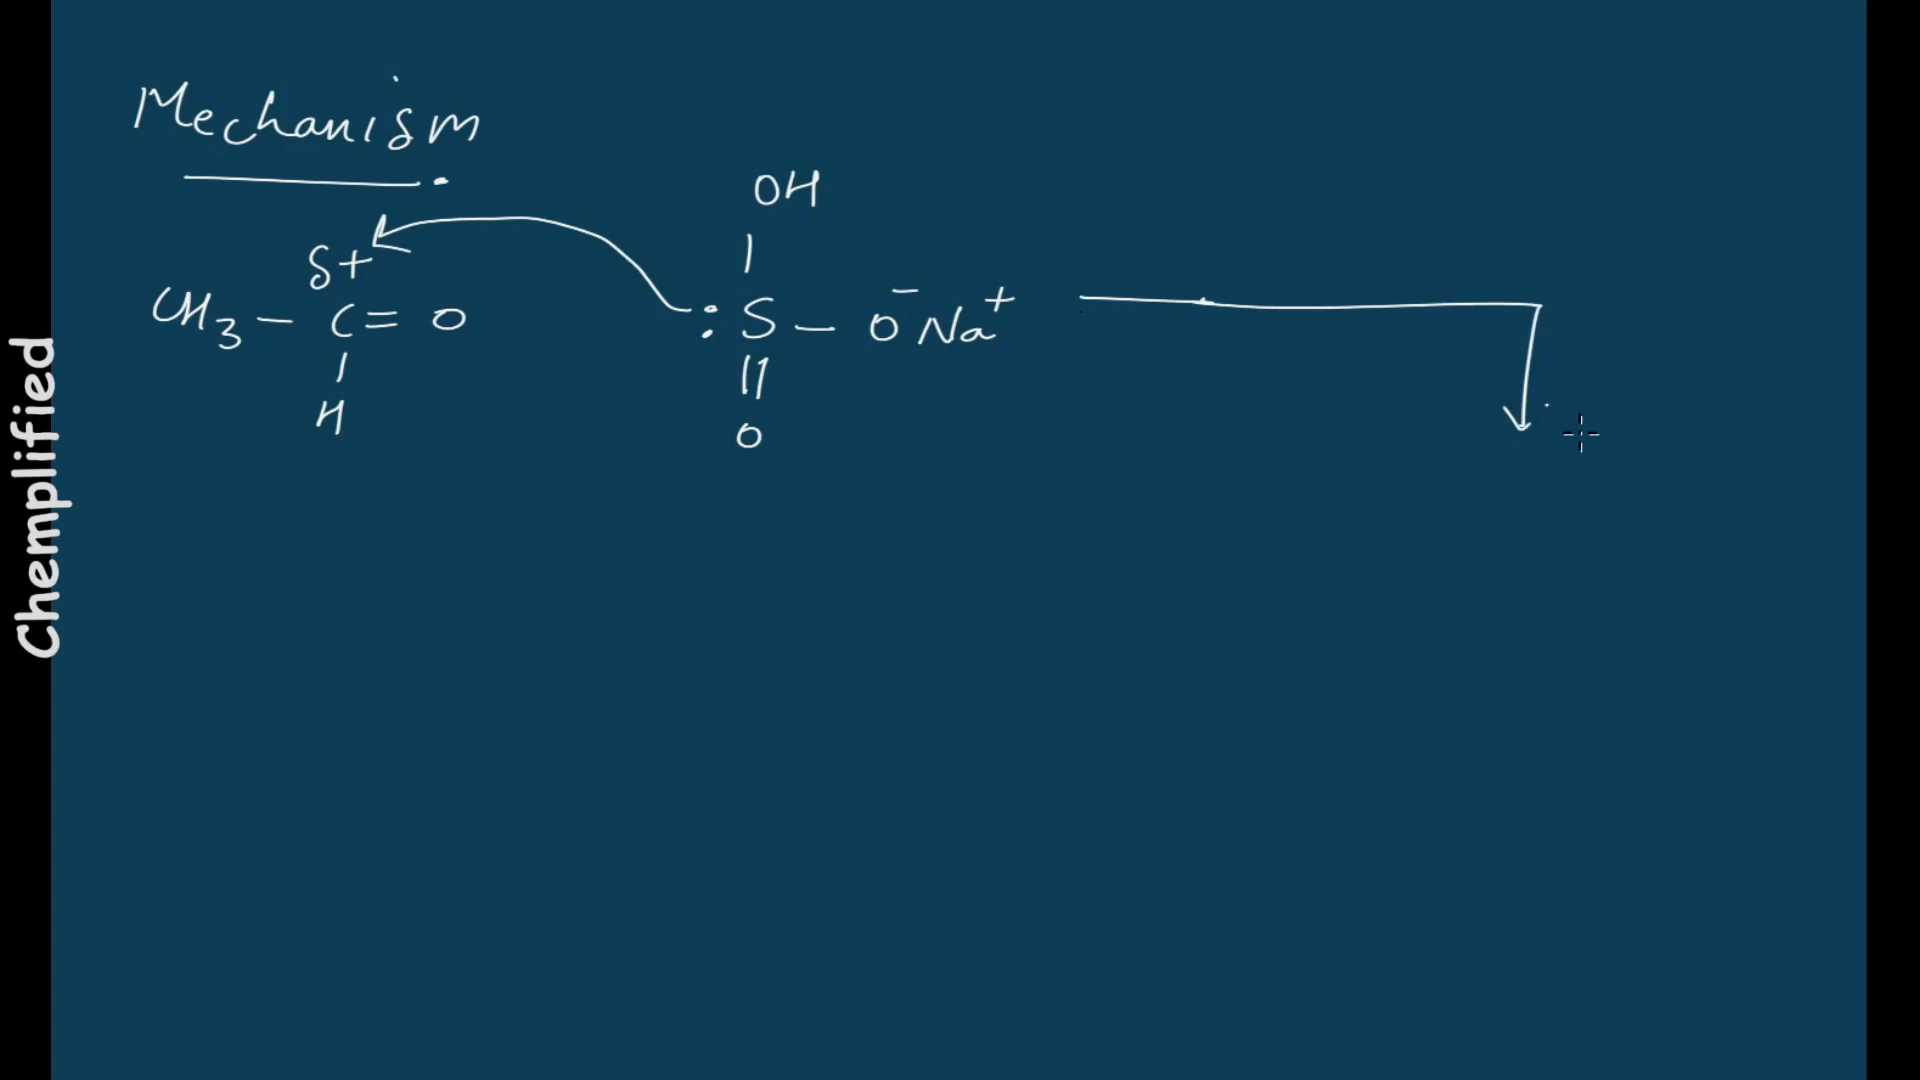 Mechanism
OH
|
δ+
CH3 – C = O :S – O⁻Na⁺
| ||
H O
Chemplified